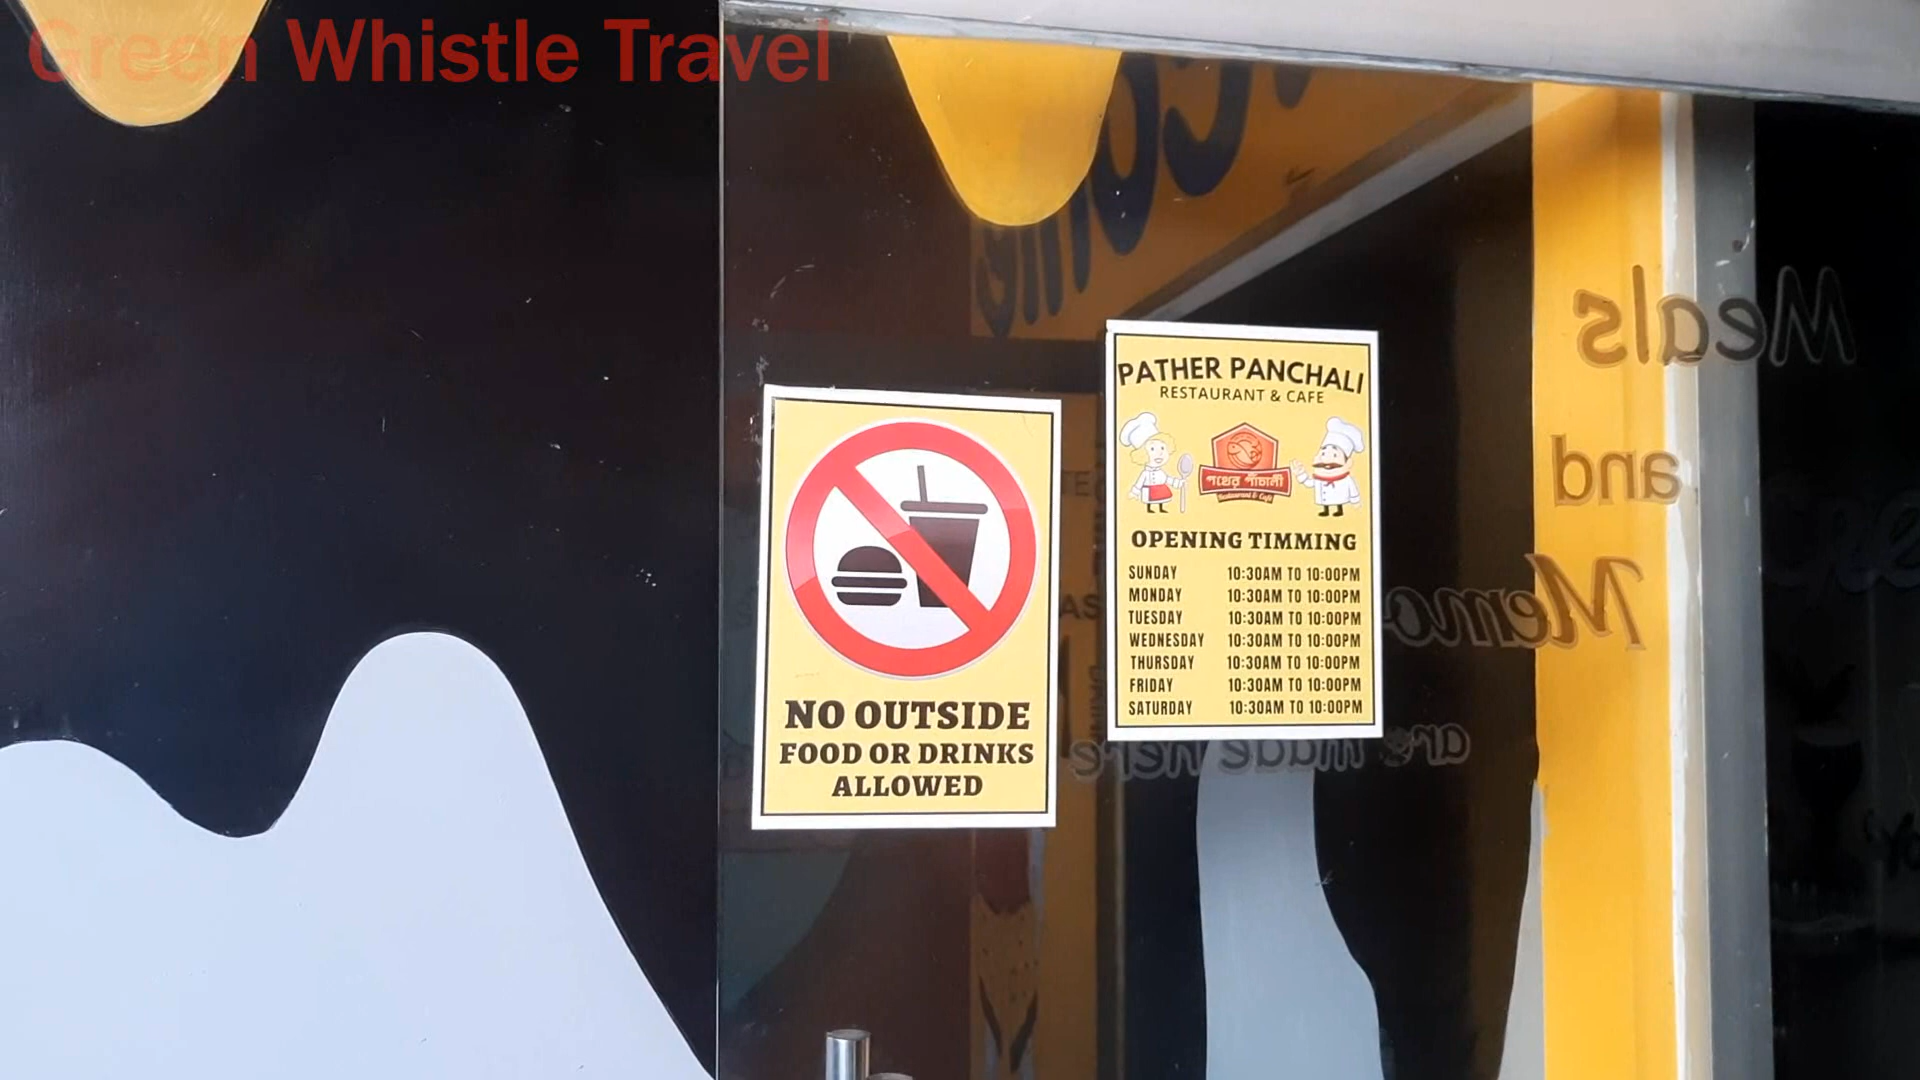 Green Whistle Travel
PATHER PANCHALI
RESTAURANT & CAFE
পথের পাঁচালী
Restaurant & Cafe
OPENING TIMMING
SUNDAY 10:30AM TO 10:00PM
MONDAY 10:30AM TO 10:00PM
TUESDAY 10:30AM TO 10:00PM
WEDNESDAY 10:30AM TO 10:00PM
THURSDAY 10:30AM TO 10:00PM
FRIDAY 10:30AM TO 10:00PM
SATURDAY 10:30AM TO 10:00PM
NO OUTSIDE
FOOD OR DRINKS
ALLOWED
Meals
and
are made here